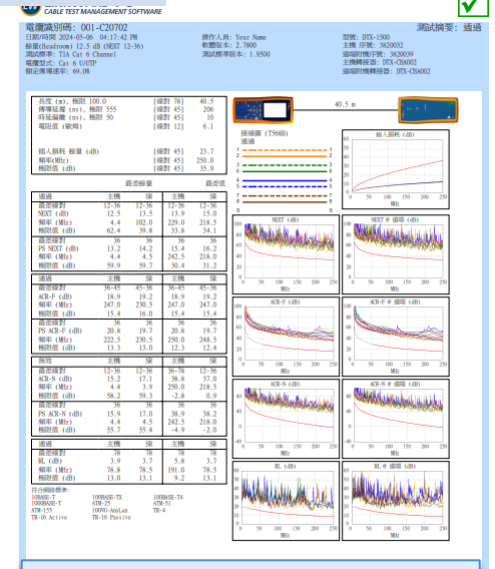 CABLE TEST MANAGEMENT SOFTWARE
電纜識別碼: 001-C20702
測試摘要: 通過
日期/時間 2024-05-06 04:17:42 PM
餘量(Headroom) 12.5 dB (NEXT 12-36)
測試標準: TIA Cat 6 Channel
電纜型式: Cat 6 U/UTP
額定傳導速率: 69.0%
操作人員: Your Name
軟體版本: 2.7800
測試標準版本: 1.9500
型號: DTX-1500
主機 序號: 3820032
遠端附機序號: 3820039
主機轉接器: DTX-CHA002
遠端附機轉接器: DTX-CHA002
長度 (m), 極限 100.0 [線對 78] 40.5
傳導延遲 (ns), 極限 555 [線對 45] 206
時延偏離 (ns), 極限 50 [線對 45] 10
電阻值 (歐姆) [線對 12] 6.1
插入損耗 餘量 (dB) [線對 45] 23.7
頻率(MHz) [線對 45] 250.0
極限值 (dB) [線對 45] 35.9
最差餘量 最差值
通過 主機 SR 主機 SR
最差線對 12-36 12-36 12-36 12-36
NEXT (dB) 12.5 13.5 13.9 15.0
頻率 (MHz) 4.4 102.0 229.0 218.5
極限值 (dB) 62.4 39.8 33.8 34.1
最差線對 36 36 36 36
PS NEXT (dB) 13.2 14.2 15.4 16.2
頻率 (MHz) 4.4 4.5 242.5 218.0
極限值 (dB) 59.9 59.7 30.4 31.2
通過 主機 SR 主機 SR
最差線對 36-45 45-36 36-45 45-36
ACR-F (dB) 18.9 19.2 18.9 19.2
頻率 (MHz) 247.0 230.5 247.0 247.0
極限值 (dB) 15.4 16.0 15.4 15.4
最差線對 36 36 36 36
PS ACR-F (dB) 20.8 19.7 20.8 19.7
頻率 (MHz) 222.5 230.5 250.0 248.5
極限值 (dB) 13.3 13.0 12.3 12.4
無效 主機 SR 主機 SR
最差線對 12-36 12-36 36-78 12-36
ACR-N (dB) 15.2 17.1 38.8 37.0
頻率 (MHz) 4.4 3.9 250.0 218.5
極限值 (dB) 58.2 59.3 -2.8 0.9
最差線對 36 36 36 36
PS ACR-N (dB) 15.9 17.0 38.9 38.2
頻率 (MHz) 4.4 4.5 242.5 218.0
極限值 (dB) 55.7 55.4 -4.9 -2.0
通過 主機 SR 主機 SR
最差線對 78 78 78 78
RL (dB) 3.9 3.7 5.8 3.7
頻率 (MHz) 78.8 78.5 191.0 78.5
極限值 (dB) 13.0 13.1 9.2 13.1
符合網路標準:
10BASE-T 100BASE-TX 100BASE-T4
1000BASE-T ATM-25 ATM-51
ATM-155 100VG-AnyLan TR-4
TR-16 Active TR-16 Passive
40.5 m
接線圖 (T568B)
通過
插入損耗 (dB)
NEXT (dB)
NEXT @ 遠端 (dB)
ACR-F (dB)
ACR-F @ 遠端 (dB)
ACR-N (dB)
ACR-N @ 遠端 (dB)
RL (dB)
RL @ 遠端 (dB)
0 50 100 150 200 250
MHz